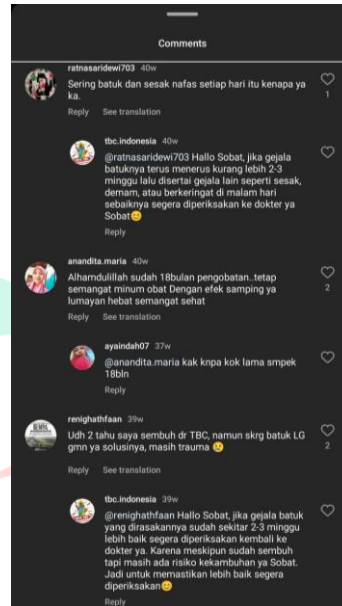 Comments
ratnasaridewi703 40w
Sering batuk dan sesak nafas setiap hari itu kenapa ya
ka.
1
Reply See translation
tbc.indonesia 40w
@ratnasaridewi703 Hallo Sobat, jika gejala
batuknya terus menerus kurang lebih 2-3
minggu lalu disertai gejala lain seperti sesak,
demam, atau berkeringat di malam hari
sebaiknya segera diperiksakan ke dokter ya
Sobat😊
Reply
anandita.maria 40w
Alhamdulillah sudah 18bulan pengobatan..tetap
semangat minum obat Dengan efek samping ya
lumayan hebat semangat sehat
2
Reply See translation
ayaindah07 37w
@anandita.maria kak knpa kok lama smpek
18bln
Reply
renighathfaan 39w
Udh 2 tahu saya sembuh dr TBC, namun skrg batuk LG
gmn ya solusinya, masih trauma 😢
2
Reply See translation
tbc.indonesia 39w
@renighathfaan Hallo Sobat, jika gejala batuk
yang dirasakannya sudah sekitar 2-3 minggu
lebih baik segera diperiksakan kembali ke
dokter ya. Karena meskipun sudah sembuh
tapi masih ada risiko kekambuhan ya Sobat.
Jadi untuk memastikan lebih baik segera
diperiksakan😊
Reply